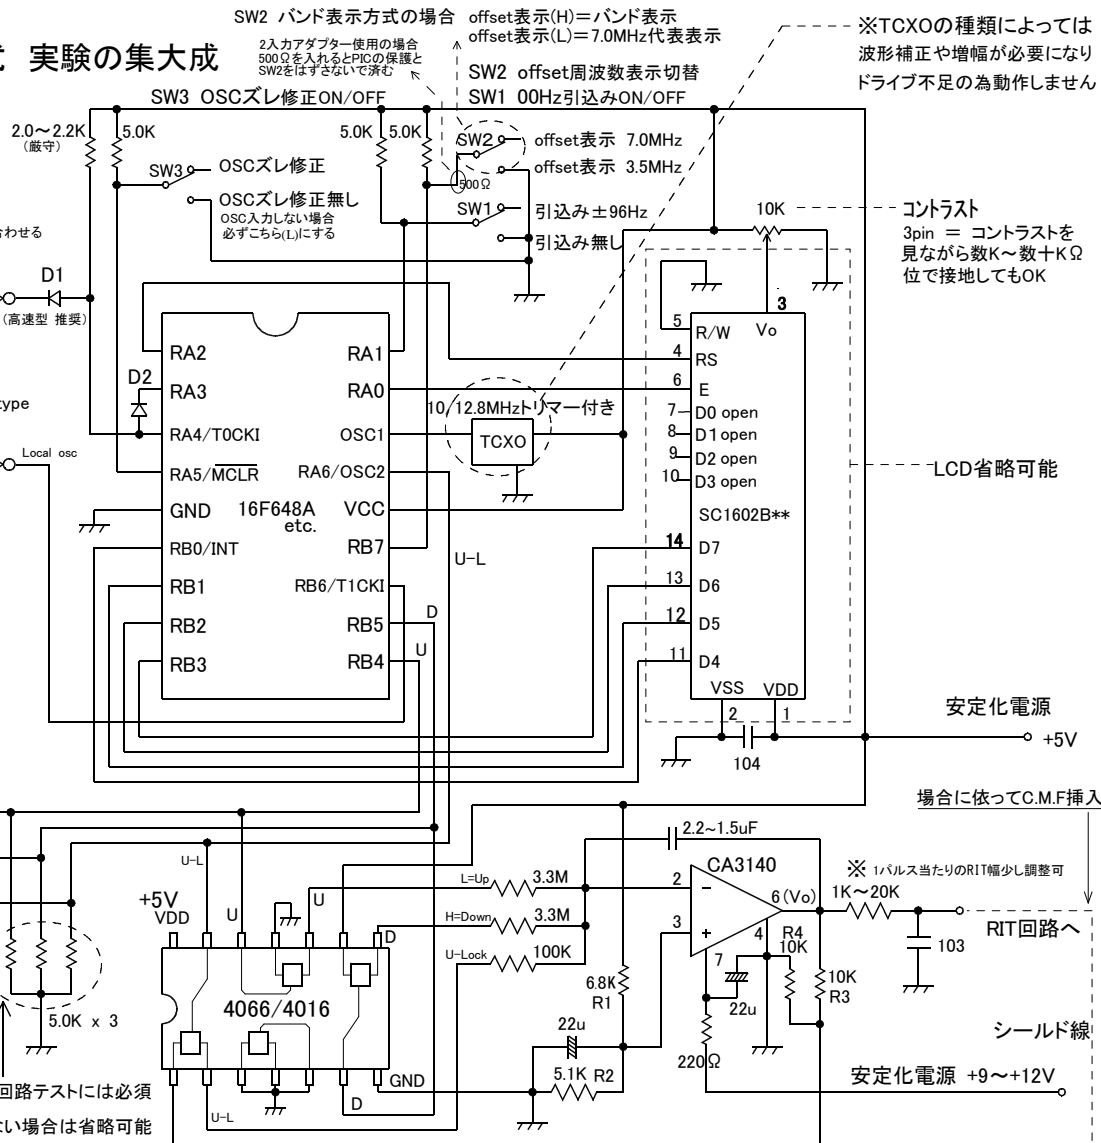 SW2 バンド表示方式の場合 offset表示(H)=バンド表示
offset表示(L)=7.0MHz代表表示
※TCXOの種類によっては
波形補正や増幅が必要になり
ドライブ不足の為動作しません
実験の集大成
2入力アダプター使用の場合
500Ωを入れるとPICの保護と
SW2をはずさないで済む
SW2 offset周波数表示切替
SW3 OSCズレ修正ON/OFF
SW1 00Hz引込みON/OFF
2.0〜2.2K
(厳守)
5.0K
5.0K 5.0K
SW2
offset表示 7.0MHz
offset表示 3.5MHz
500Ω
SW3
OSCズレ修正
OSCズレ修正無し
OSC入力しない場合
必ずこちら(L)にする
SW1
引込み±96Hz
引込み無し
10K
コントラスト
3pin = コントラストを
見ながら数K〜数十KΩ
位で接地してもOK
わせる
D1
(高速型 推奨)
D2
type
Local osc
RA2
RA3
RA4/T0CKI
RA5/MCLR
GND
RB0/INT
RB1
RB2
RB3
16F648A
etc.
RA1
RA0
OSC1
RA6/OSC2
VCC
RB7
RB6/T1CKI
RB5
RB4
10/12.8MHzトリマー付き
TCXO
U-L
D
U
3
Vo
5
R/W
4
RS
6
E
7
D0 open
8
D1 open
9
D2 open
10
D3 open
SC1602B**
14
D7
13
D6
12
D5
11
D4
VSS
VDD
2
1
104
LCD省略可能
安定化電源
+5V
場合に依ってC.M.F挿入
2.2~1.5uF
CA3140
※ 1パルス当たりのRIT幅少し調整可
1K〜20K
L=Up
3.3M
H=Down
3.3M
U-Lock
100K
2
−
3
+
6(Vo)
4
7
R4
10K
22u
10K
R3
103
RIT回路へ
シールド線
U-L
+5V
VDD
U
U
D
4066/4016
GND
5.0K x 3
6.8K
R1
22u
5.1K R2
220Ω
安定化電源 +9〜+12V
回路テストには必須
い場合は省略可能
U-L
D